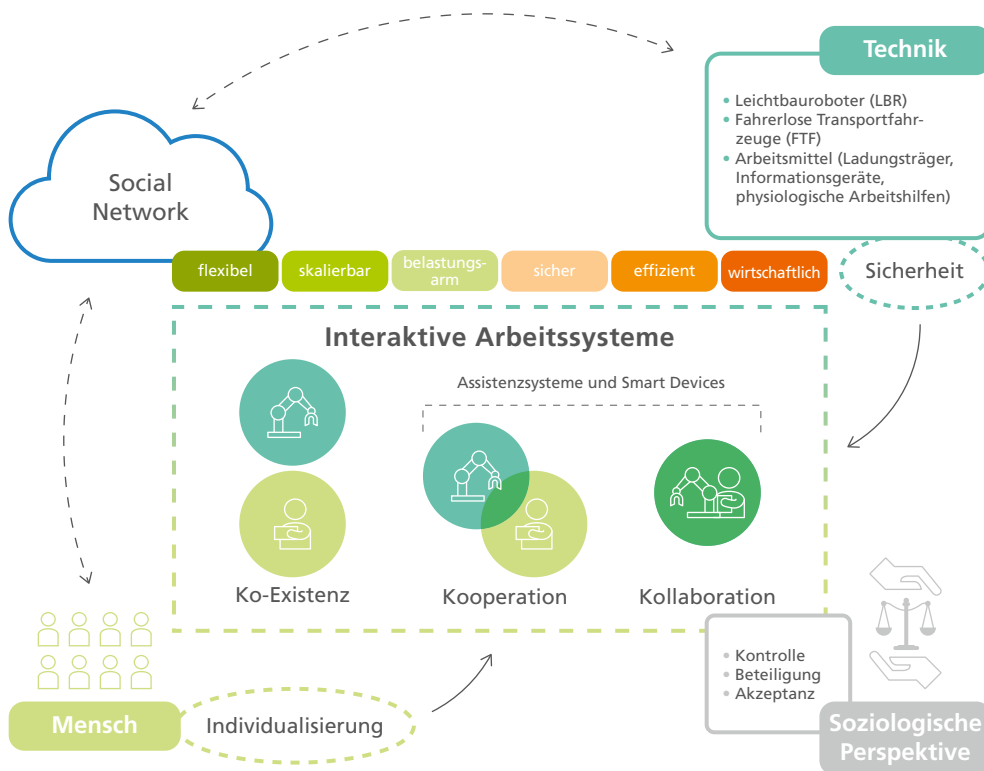 Technik
• Leichtbauroboter (LBR)
• Fahrerlose Transportfahr-
zeuge (FTF)
• Arbeitsmittel (Ladungsträger,
Informationsgeräte,
physiologische Arbeitshilfen)
Social
Network
flexibel
skalierbar
belastungs-
arm
sicher
effizient
wirtschaftlich
Sicherheit
Interaktive Arbeitssysteme
Assistenzsysteme und Smart Devices
Ko-Existenz
Kooperation
Kollaboration
• Kontrolle
• Beteiligung
• Akzeptanz
Mensch
Individualisierung
Soziologische
Perspektive